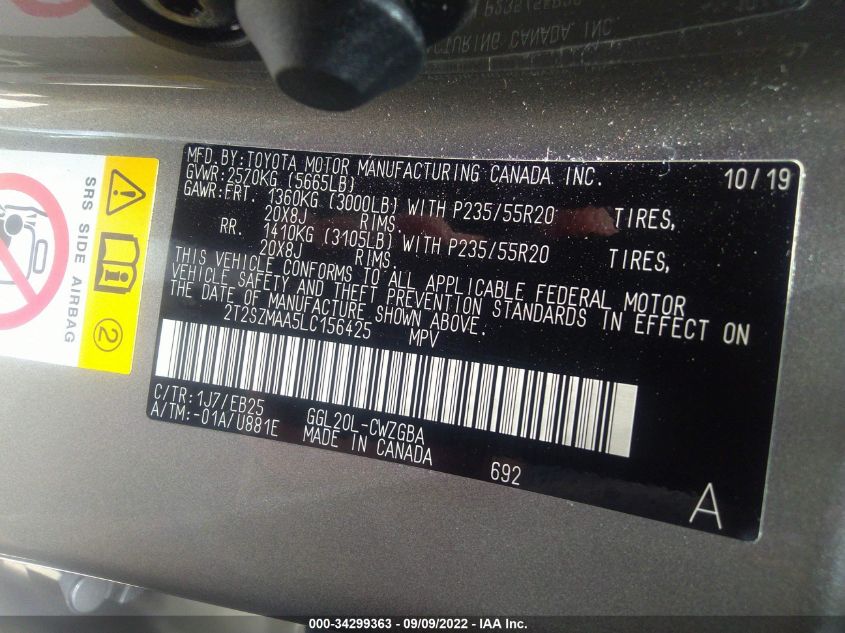 MFD. BY: TOYOTA MOTOR MANUFACTURING CANADA INC. 10/19
GVWR: 2570KG (5665LB)
GAWR: FRT. 1360KG (3000LB) WITH P235/55R20 TIRES,
20X8J RIMS.
RR. 1410KG (3105LB) WITH P235/55R20 TIRES,
20X8J RIMS.
THIS VEHICLE CONFORMS TO ALL APPLICABLE FEDERAL MOTOR
VEHICLE SAFETY AND THEFT PREVENTION STANDARDS IN EFFECT ON
THE DATE OF MANUFACTURE SHOWN ABOVE.
2T2SZMAA5LC156425 MPV
C/TR: 1J7/EB25
A/TM: -01A/U881E GGL20L-CWZGBA
MADE IN CANADA
692
A
SRS SIDE AIRBAG
2
000-34299363 - 09/09/2022 - IAA Inc.